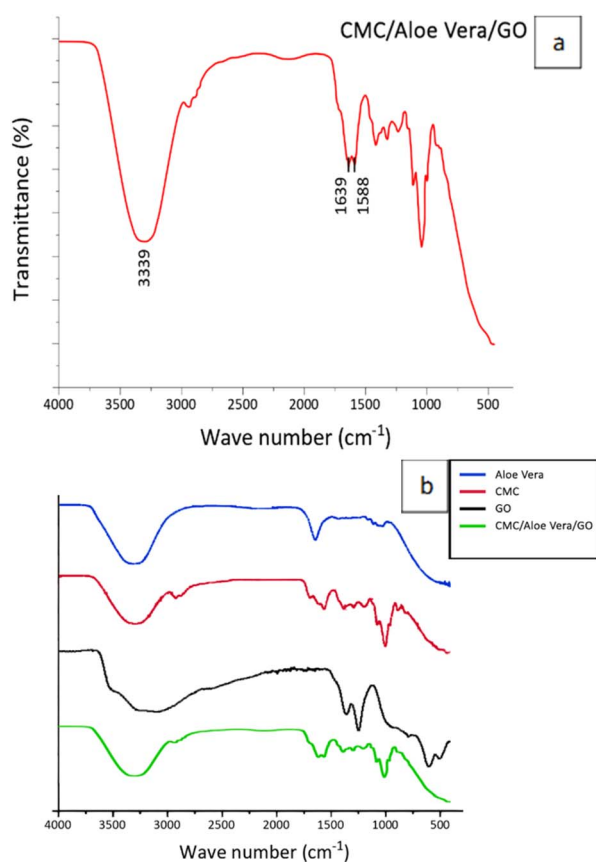 CMC/Aloe Vera/GO
a
Transmittance (%)
3339
1639
1588
4000 3500 3000 2500 2000 1500 1000 500
Wave number (cm-1)
b
Aloe Vera
CMC
GO
CMC/Aloe Vera/GO
4000 3500 3000 2500 2000 1500 1000 500
Wave number (cm-1)